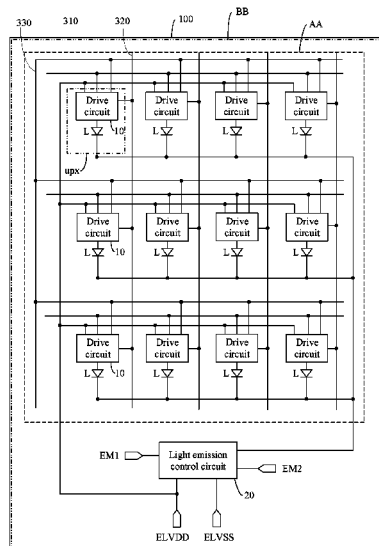 BB
100
310
320
AA
330
Drive circuit
Drive circuit
Drive circuit
Drive circuit
L
10
L
L
L
upx
Drive circuit
Drive circuit
Drive circuit
Drive circuit
L
10
L
L
L
Drive circuit
Drive circuit
Drive circuit
Drive circuit
L
10
L
L
L
EM1
Light emission control circuit
EM2
20
ELVDD
ELVSS